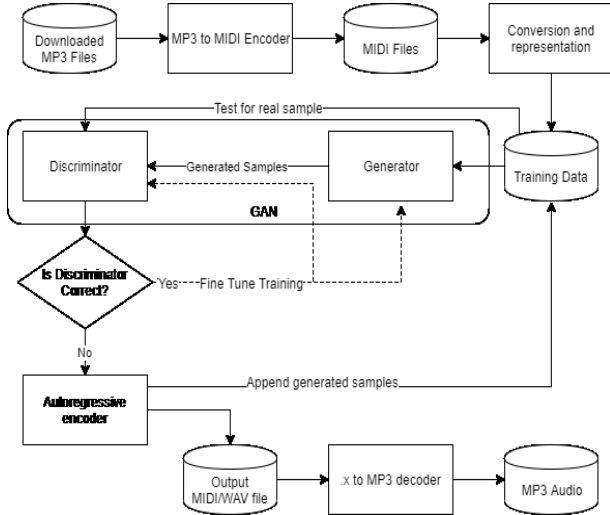 Downloaded
MP3 Files
MP3 to MIDI Encoder
MIDI Files
Conversion and
representation
Test for real sample
Discriminator
Generated Samples
Generator
Training Data
GAN
Is Discriminator
Correct?
Yes
Fine Tune Training
No
Autoregressive
encoder
Append generated samples
Output
MIDI/WAV file
.x to MP3 decoder
MP3 Audio